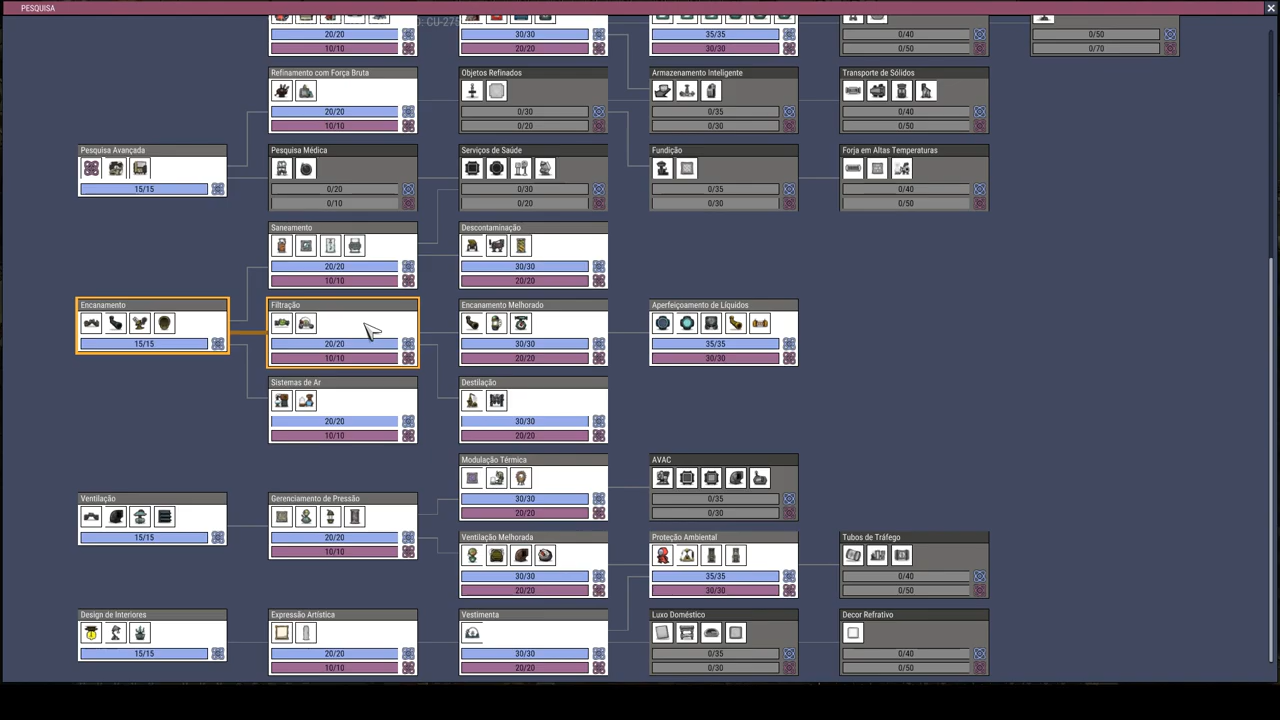 PESQUISA
: CU-275
20/20 30/30 35/35 0/40 0/50
10/10 20/20 30/30 0/50 0/70
Refinamento com Força Bruta Objetos Refinados Armazenamento Inteligente Transporte de Sólidos
20/20 0/30 0/35 0/40
10/10 0/20 0/30 0/50
Pesquisa Avançada Pesquisa Médica Serviços de Saúde Fundição Forja em Altas Temperaturas
15/15 0/20 0/30 0/35 0/40
0/10 0/20 0/30 0/50
Saneamento Descontaminação
20/20 30/30
10/10 20/20
Encanamento Filtração Encanamento Melhorado Aperfeiçoamento de Líquidos
15/15 20/20 30/30 35/35
10/10 20/20 30/30
Sistemas de Ar Destilação
20/20 30/30
10/10 20/20
Modulação Térmica AVAC
30/30 0/35
20/20 0/30
Ventilação Gerenciamento de Pressão
15/15 20/20
10/10
Ventilação Melhorada Proteção Ambiental Tubos de Tráfego
30/30 35/35 0/40
20/20 30/30 0/50
Design de Interiores Expressão Artística Vestimenta Luxo Doméstico Decor Refrativo
15/15 20/20 30/30 0/35 0/40
10/10 20/20 0/30 0/50